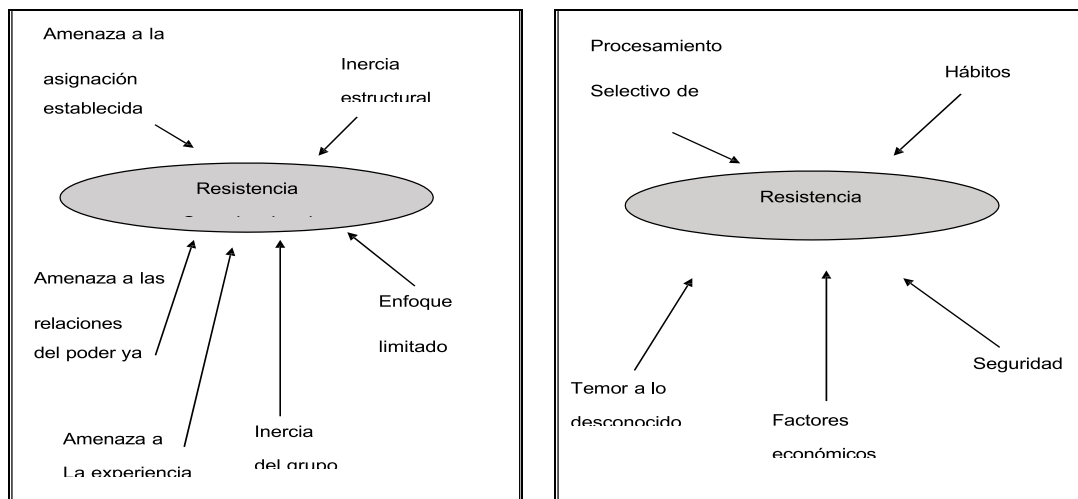 Amenaza a la
asignación
establecida
Inercia
estructural
Resistencia
Amenaza a las
relaciones
del poder ya
Enfoque
limitado
Amenaza a
La experiencia
Inercia
del grupo
Procesamiento
Selectivo de
Hábitos
Resistencia
Temor a lo
desconocido
Factores
económicos
Seguridad